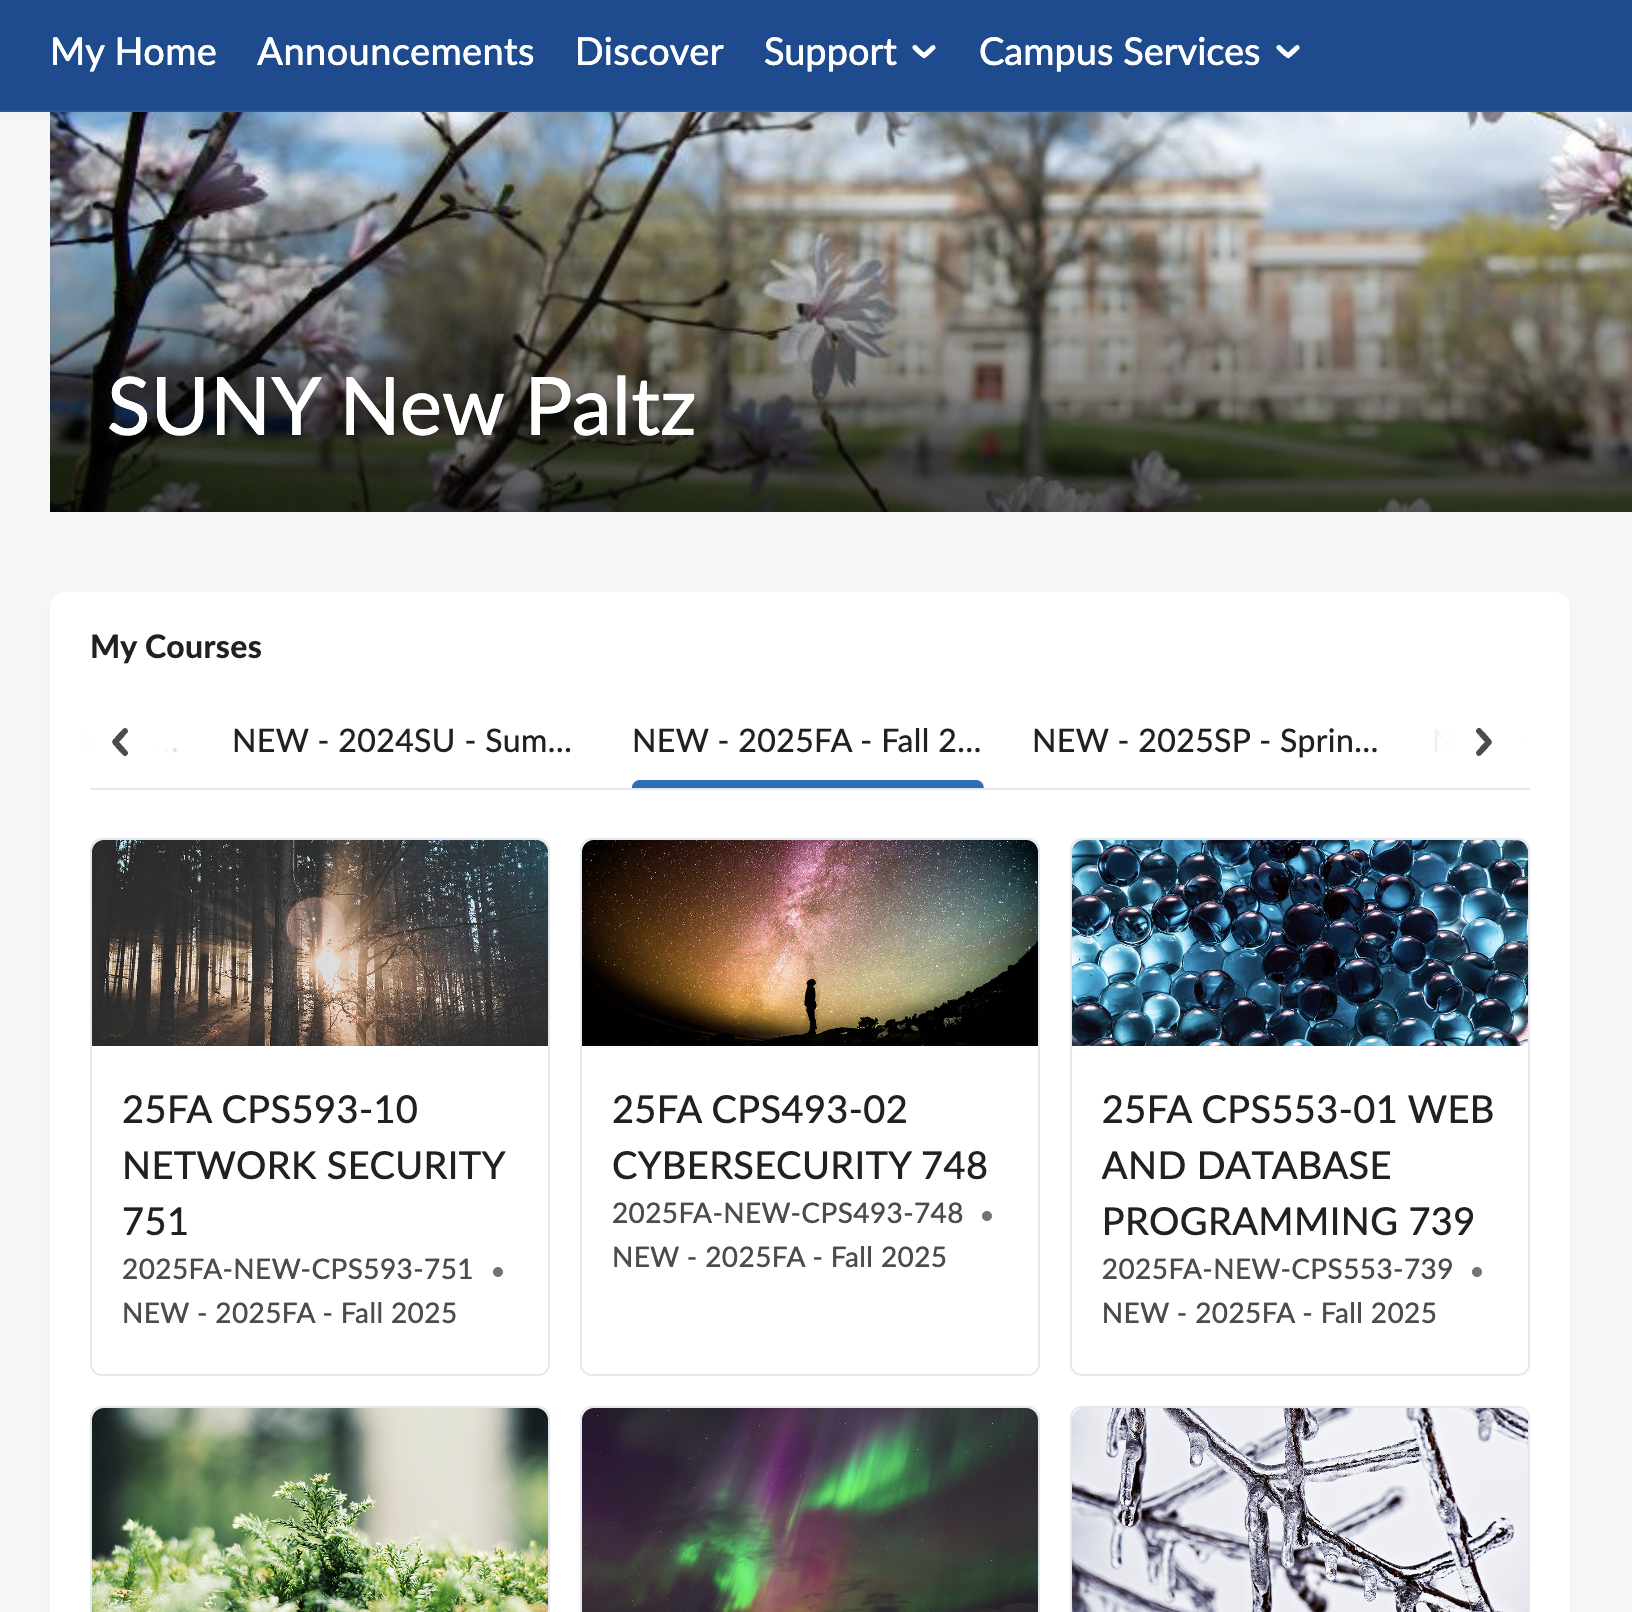 My Home Announcements Discover Support Campus Services
SUNY New Paltz
My Courses
NEW - 2024SU - Sum... NEW - 2025FA - Fall 2... NEW - 2025SP - Sprin...
25FA CPS593-10
NETWORK SECURITY
751
2025FA-NEW-CPS593-751 •
NEW - 2025FA - Fall 2025
25FA CPS493-02
CYBERSECURITY 748
2025FA-NEW-CPS493-748 •
NEW - 2025FA - Fall 2025
25FA CPS553-01 WEB
AND DATABASE
PROGRAMMING 739
2025FA-NEW-CPS553-739 •
NEW - 2025FA - Fall 2025